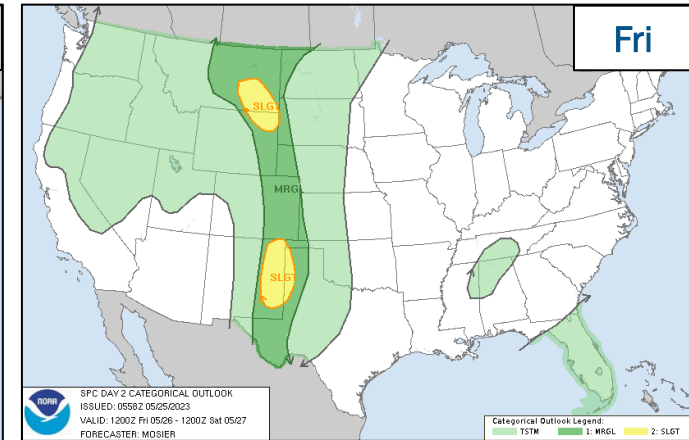 Fri
SLGT
MRGL
SLGT
NOAA
SPC DAY 2 CATEGORICAL OUTLOOK
ISSUED: 0558Z 05/25/2023
VALID: 1200Z Fri 05/26 - 1200Z Sat 05/27
FORECASTER: MOSIER
Categorical Outlook Legend:
TSTM 1: MRGL 2: SLGT